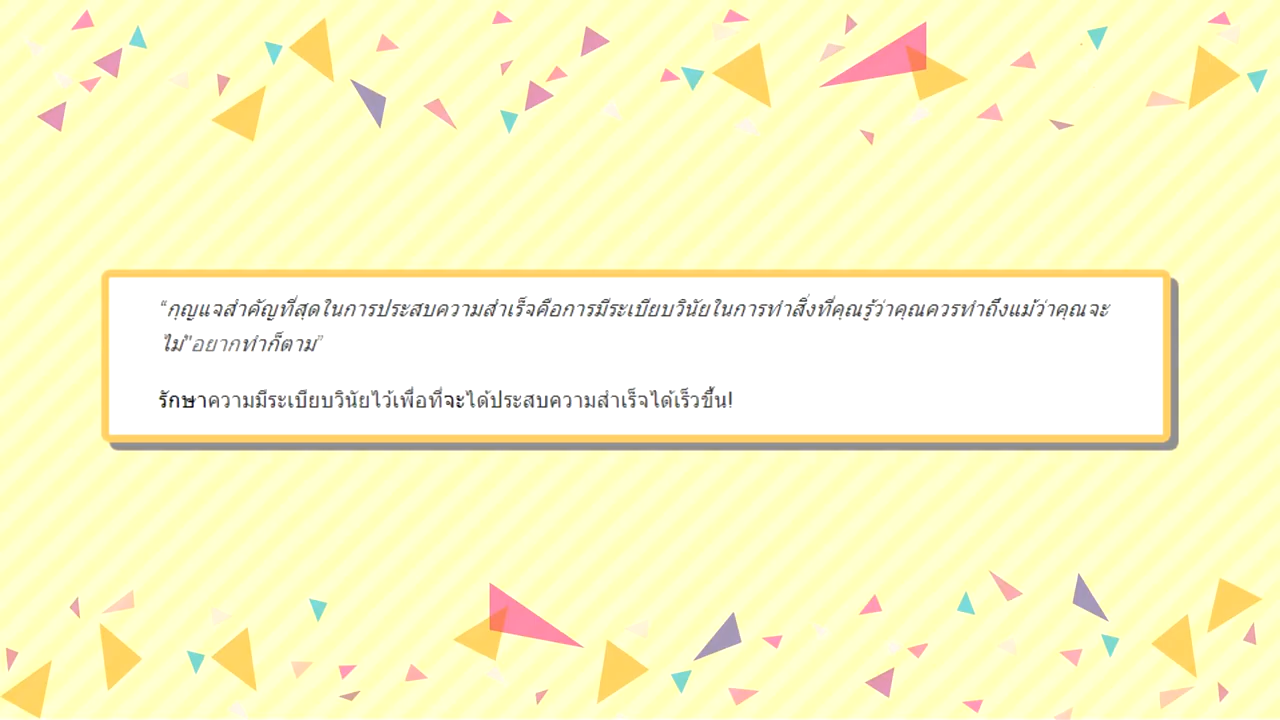 “กุญแจสำคัญที่สุดในการประสบความสำเร็จคือการมีระเบียบวินัยในการทำสิ่งที่คุณรู้ว่าคุณควรทำถึงแม้ว่าคุณจะ
ไม่"อยากทำก็ตาม”
รักษาความมีระเบียบวินัยไว้เพื่อที่จะได้ประสบความสำเร็จได้เร็วขึ้น!